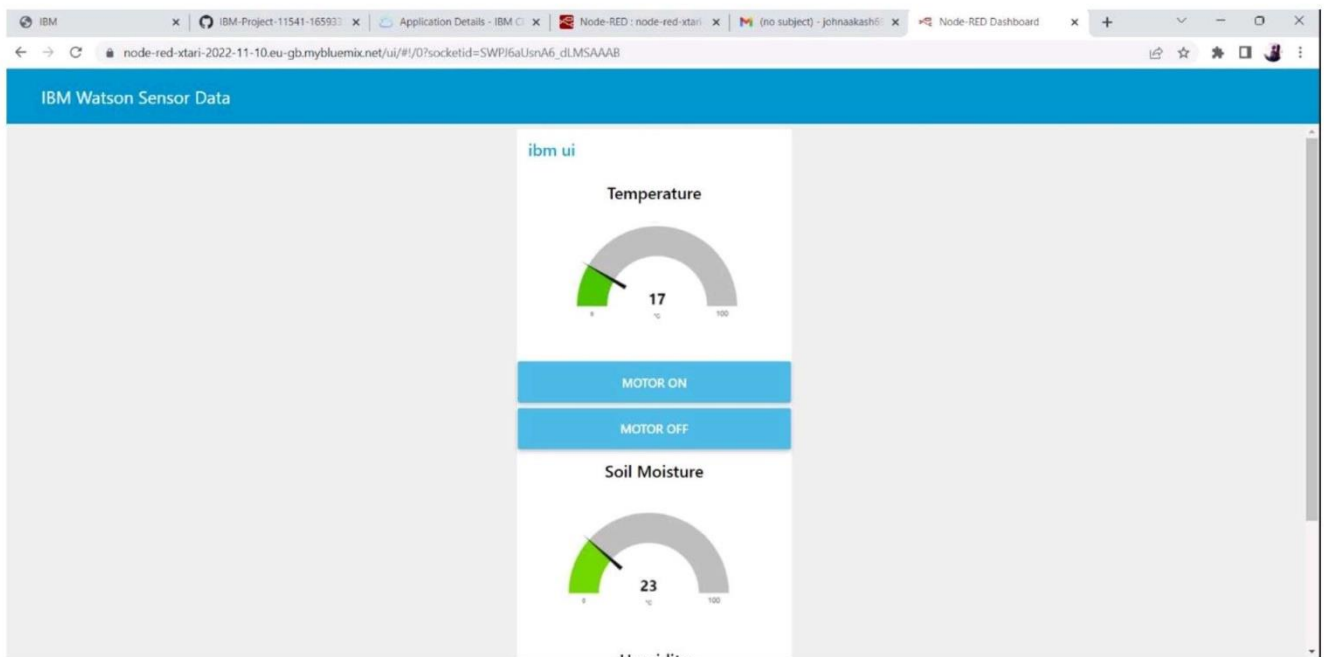 IBM
IBM-Project-11541-165933
Application Details - IBM Cl
Node-RED : node-red-xtari
(no subject) - johnaakash6
Node-RED Dashboard
node-red-xtari-2022-11-10.eu-gb.mybluemix.net/ui/#!/0?socketid=SWPJ6aUsnA6_dLMSAAAB
IBM Watson Sensor Data
ibm ui
Temperature
17
0 °C 100
MOTOR ON
MOTOR OFF
Soil Moisture
23
0 °C 100